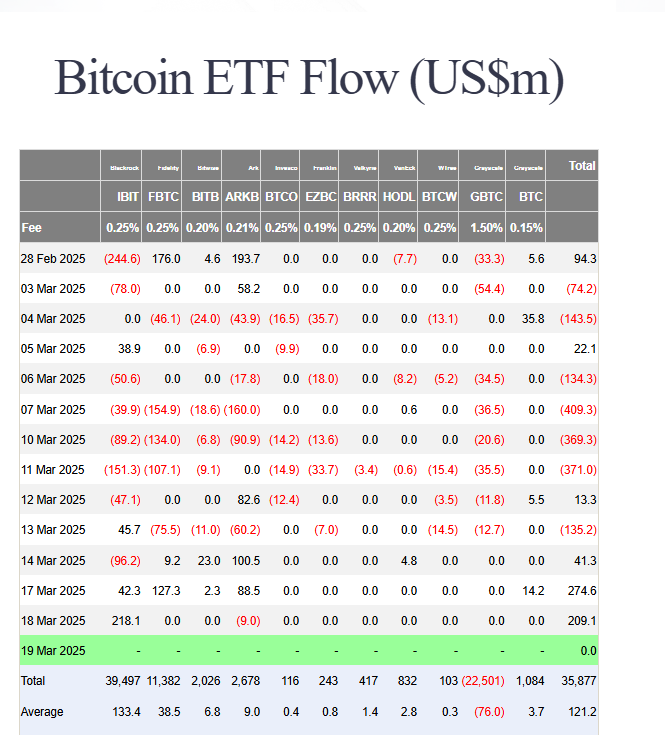 Bitcoin ETF Flow (US$m)
Blackrock Fidelity Bitwise Ark Invesco Franklin Valkyrie VanEck WTree Grayscale Grayscale Total
IBIT FBTC BITB ARKB BTCO EZBC BRRR HODL BTCW GBTC BTC
Fee 0.25% 0.25% 0.20% 0.21% 0.25% 0.19% 0.25% 0.20% 0.25% 1.50% 0.15%
28 Feb 2025 (244.6) 176.0 4.6 193.7 0.0 0.0 0.0 (7.7) 0.0 (33.3) 5.6 94.3
03 Mar 2025 (78.0) 0.0 0.0 58.2 0.0 0.0 0.0 0.0 0.0 (54.4) 0.0 (74.2)
04 Mar 2025 0.0 (46.1) (24.0) (43.9) (16.5) (35.7) 0.0 0.0 (13.1) 0.0 35.8 (143.5)
05 Mar 2025 38.9 0.0 (6.9) 0.0 (9.9) 0.0 0.0 0.0 0.0 0.0 0.0 22.1
06 Mar 2025 (50.6) 0.0 0.0 (17.8) 0.0 (18.0) 0.0 (8.2) (5.2) (34.5) 0.0 (134.3)
07 Mar 2025 (39.9) (154.9) (18.6) (160.0) 0.0 0.0 0.0 0.6 0.0 (36.5) 0.0 (409.3)
10 Mar 2025 (89.2) (134.0) (6.8) (90.9) (14.2) (13.6) 0.0 0.0 0.0 (20.6) 0.0 (369.3)
11 Mar 2025 (151.3) (107.1) (9.1) 0.0 (14.9) (33.7) (3.4) (0.6) (15.4) (35.5) 0.0 (371.0)
12 Mar 2025 (47.1) 0.0 0.0 82.6 (12.4) 0.0 0.0 0.0 (3.5) (11.8) 5.5 13.3
13 Mar 2025 45.7 (75.5) (11.0) (60.2) 0.0 (7.0) 0.0 0.0 (14.5) (12.7) 0.0 (135.2)
14 Mar 2025 (96.2) 9.2 23.0 100.5 0.0 0.0 0.0 4.8 0.0 0.0 0.0 41.3
17 Mar 2025 42.3 127.3 2.3 88.5 0.0 0.0 0.0 0.0 0.0 0.0 14.2 274.6
18 Mar 2025 218.1 0.0 0.0 (9.0) 0.0 0.0 0.0 0.0 0.0 0.0 0.0 209.1
19 Mar 2025 - - - - - - - - - - - 0.0
Total 39,497 11,382 2,026 2,678 116 243 417 832 103 (22,501) 1,084 35,877
Average 133.4 38.5 6.8 9.0 0.4 0.8 1.4 2.8 0.3 (76.0) 3.7 121.2